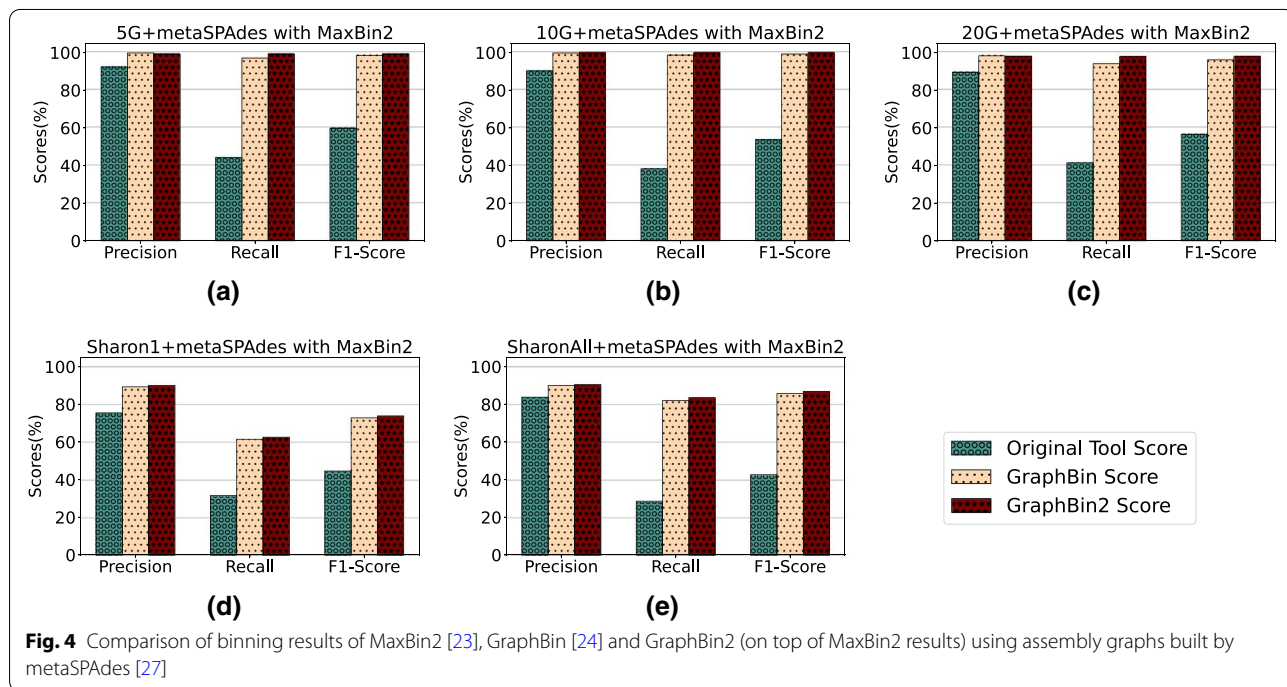 5G+metaSPAdes with MaxBin2
100
80
60
40
20
0
Scores(%)
Precision Recall F1-Score
(a)
10G+metaSPAdes with MaxBin2
100
80
60
40
20
0
Scores(%)
Precision Recall F1-Score
(b)
20G+metaSPAdes with MaxBin2
100
80
60
40
20
0
Scores(%)
Precision Recall F1-Score
(c)
Sharon1+metaSPAdes with MaxBin2
100
80
60
40
20
0
Scores(%)
Precision Recall F1-Score
(d)
SharonAll+metaSPAdes with MaxBin2
100
80
60
40
20
0
Scores(%)
Precision Recall F1-Score
(e)
Original Tool Score
GraphBin Score
GraphBin2 Score
Fig. 4 Comparison of binning results of MaxBin2 [23], GraphBin [24] and GraphBin2 (on top of MaxBin2 results) using assembly graphs built by
metaSPAdes [27]